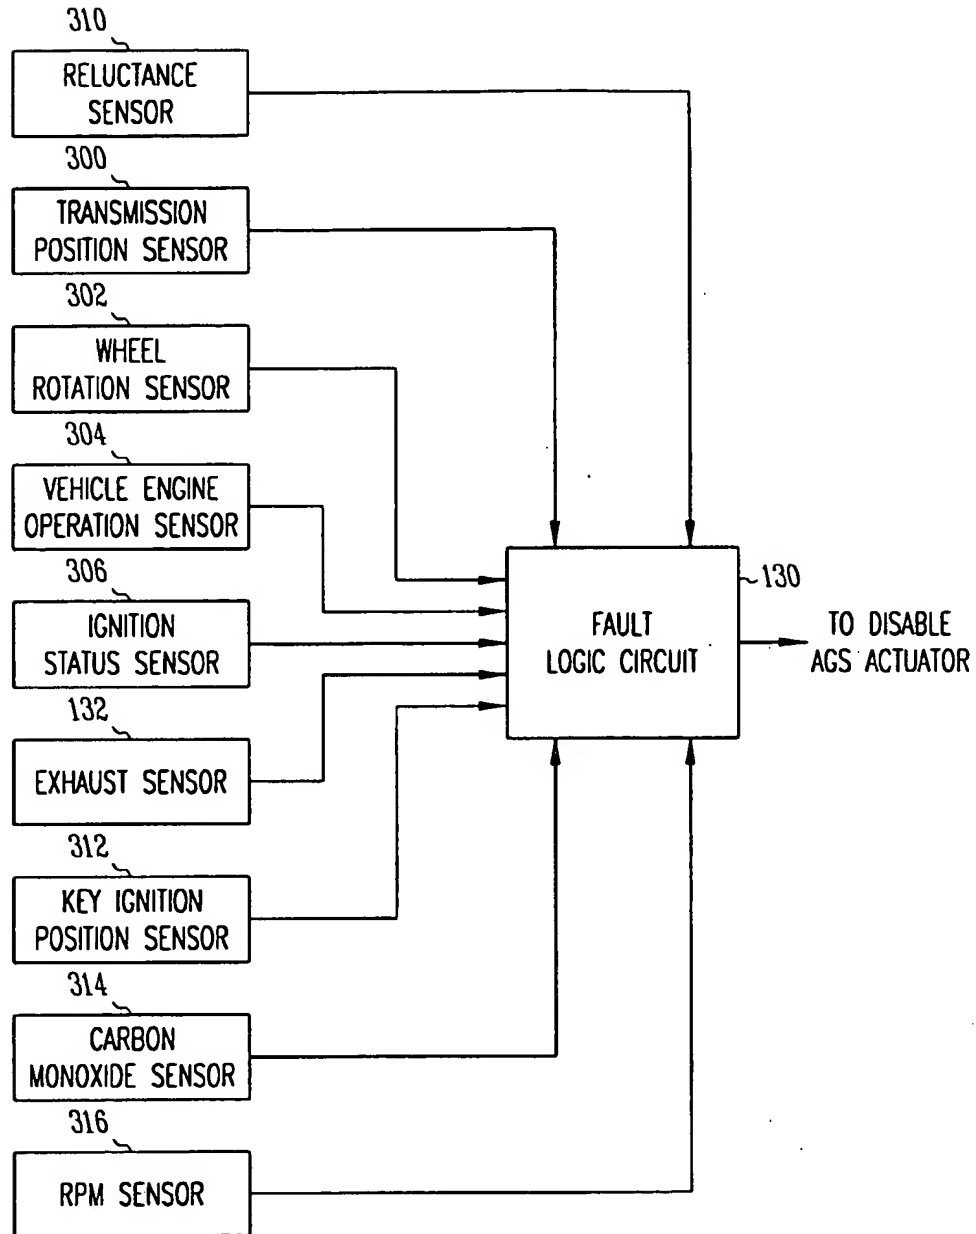 310
RELUCTANCE
SENSOR
300
TRANSMISSION
POSITION SENSOR
302
WHEEL
ROTATION SENSOR
304
VEHICLE ENGINE
OPERATION SENSOR
306
IGNITION
STATUS SENSOR
132
EXHAUST SENSOR
312
KEY IGNITION
POSITION SENSOR
314
CARBON
MONOXIDE SENSOR
316
RPM SENSOR
130
FAULT
LOGIC CIRCUIT
TO DISABLE
AGS ACTUATOR